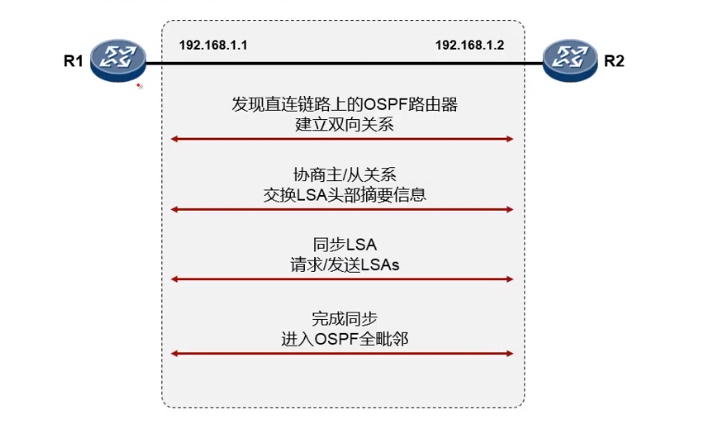 192.168.1.1
192.168.1.2
R1
R2
发现直连链路上的OSPF路由器
建立双向关系
协商主/从关系
交换LSA头部摘要信息
同步LSA
请求/发送LSAs
完成同步
进入OSPF全毗邻